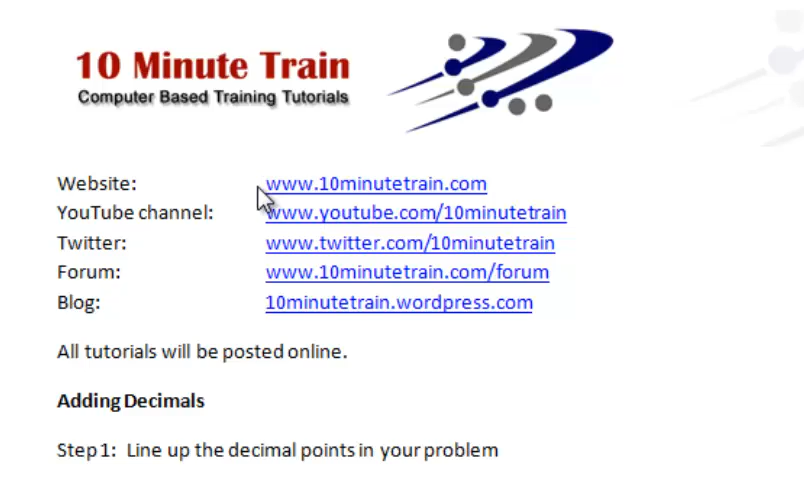 10 Minute Train
Computer Based Training Tutorials
Website: www.10minutetrain.com
YouTube channel: www.youtube.com/10minutetrain
Twitter: www.twitter.com/10minutetrain
Forum: www.10minutetrain.com/forum
Blog: 10minutetrain.wordpress.com
All tutorials will be posted online.
Adding Decimals
Step 1: Line up the decimal points in your problem